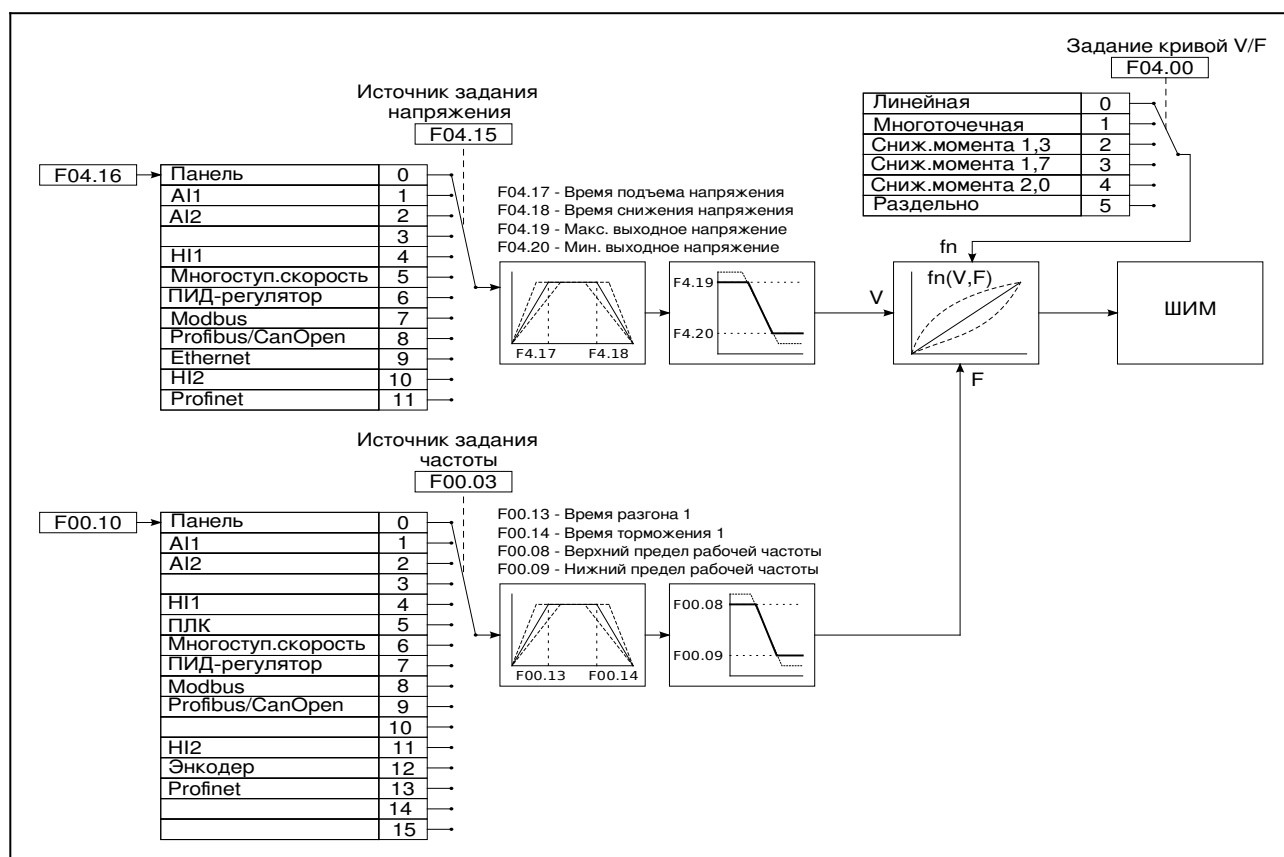 Задание кривой V/F
F04.00
Линейная 0
Многоточечная 1
Сниж.момента 1,3 2
Сниж.момента 1,7 3
Сниж.момента 2,0 4
Раздельно 5
Источник задания
напряжения
F04.15
F04.16
Панель 0
AI1 1
AI2 2
3
HI1 4
Многоступ.скорость 5
ПИД-регулятор 6
Modbus 7
Profibus/CanOpen 8
Ethernet 9
HI2 10
Profinet 11
F04.17 - Время подъема напряжения
F04.18 - Время снижения напряжения
F04.19 - Макс. выходное напряжение
F04.20 - Мин. выходное напряжение
F4.17 F4.18
F4.19
F4.20
V
fn
fn(V,F)
F
ШИМ
Источник задания
частоты
F00.03
F00.10
Панель 0
AI1 1
AI2 2
3
HI1 4
ПЛК 5
Многоступ.скорость 6
ПИД-регулятор 7
Modbus 8
Profibus/CanOpen 9
10
HI2 11
Энкодер 12
Profinet 13
14
15
F00.13 - Время разгона 1
F00.14 - Время торможения 1
F00.08 - Верхний предел рабочей частоты
F00.09 - Нижний предел рабочей частоты
F00.13 F00.14
F00.08
F00.09